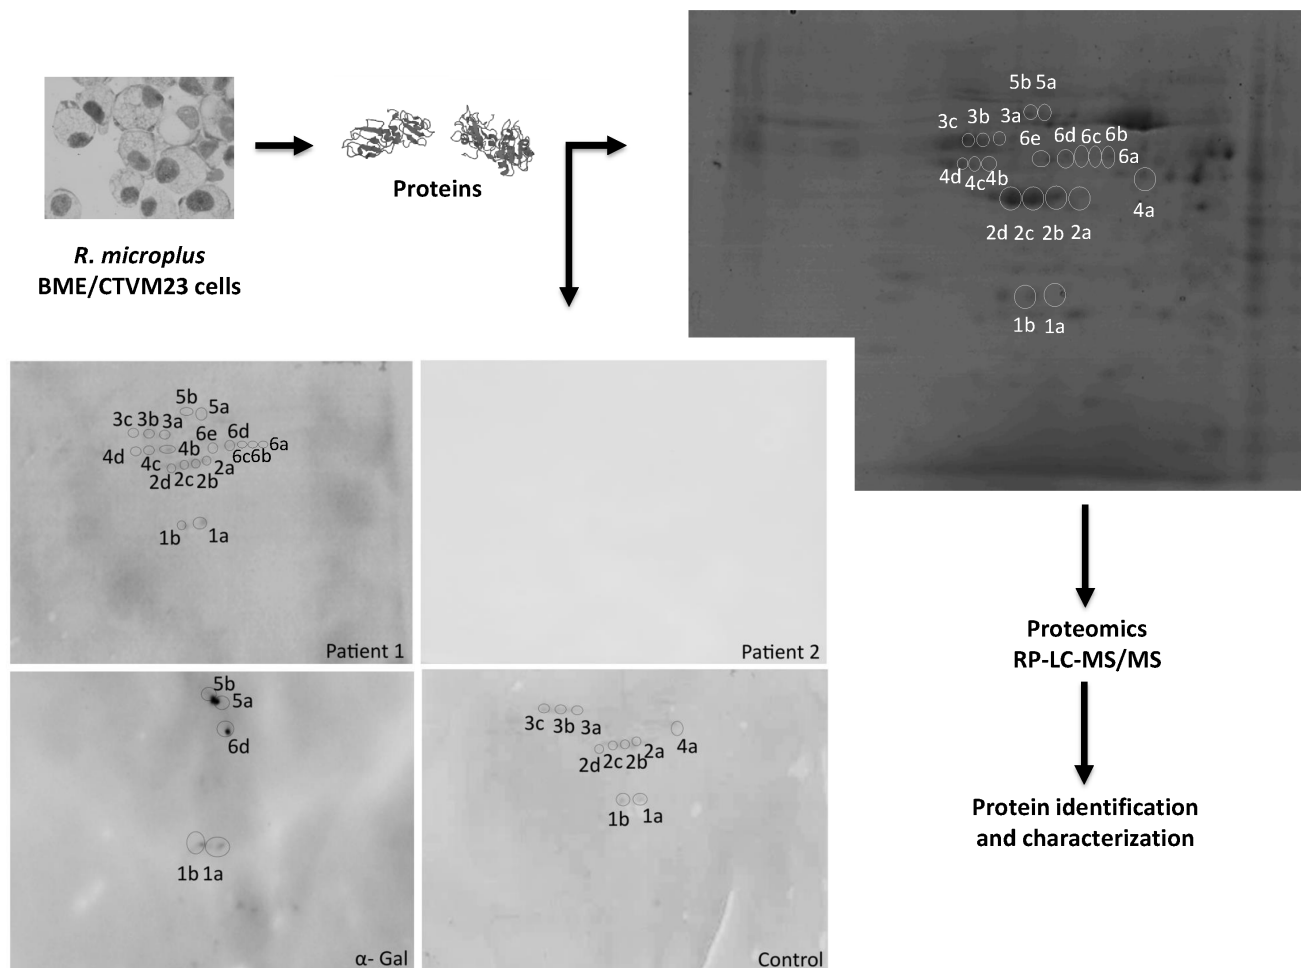 R. microplus
BME/CTVM23 cells
Proteins
5b 5a
3c 3b 3a 6e 6d 6c 6b
6a
4d 4c 4b
4a
2d 2c 2b 2a
1b 1a
5b 5a
3c 3b 3a 6e 6d
4d 4c 4b 6c 6b 6a
2d 2c 2b 2a
1b 1a
Patient 1
Patient 2
5b
5a
6d
1b 1a
α- Gal
3c 3b 3a
2d 2c 2b 2a 4a
1b 1a
Control
Proteomics
RP-LC-MS/MS
Protein identification
and characterization